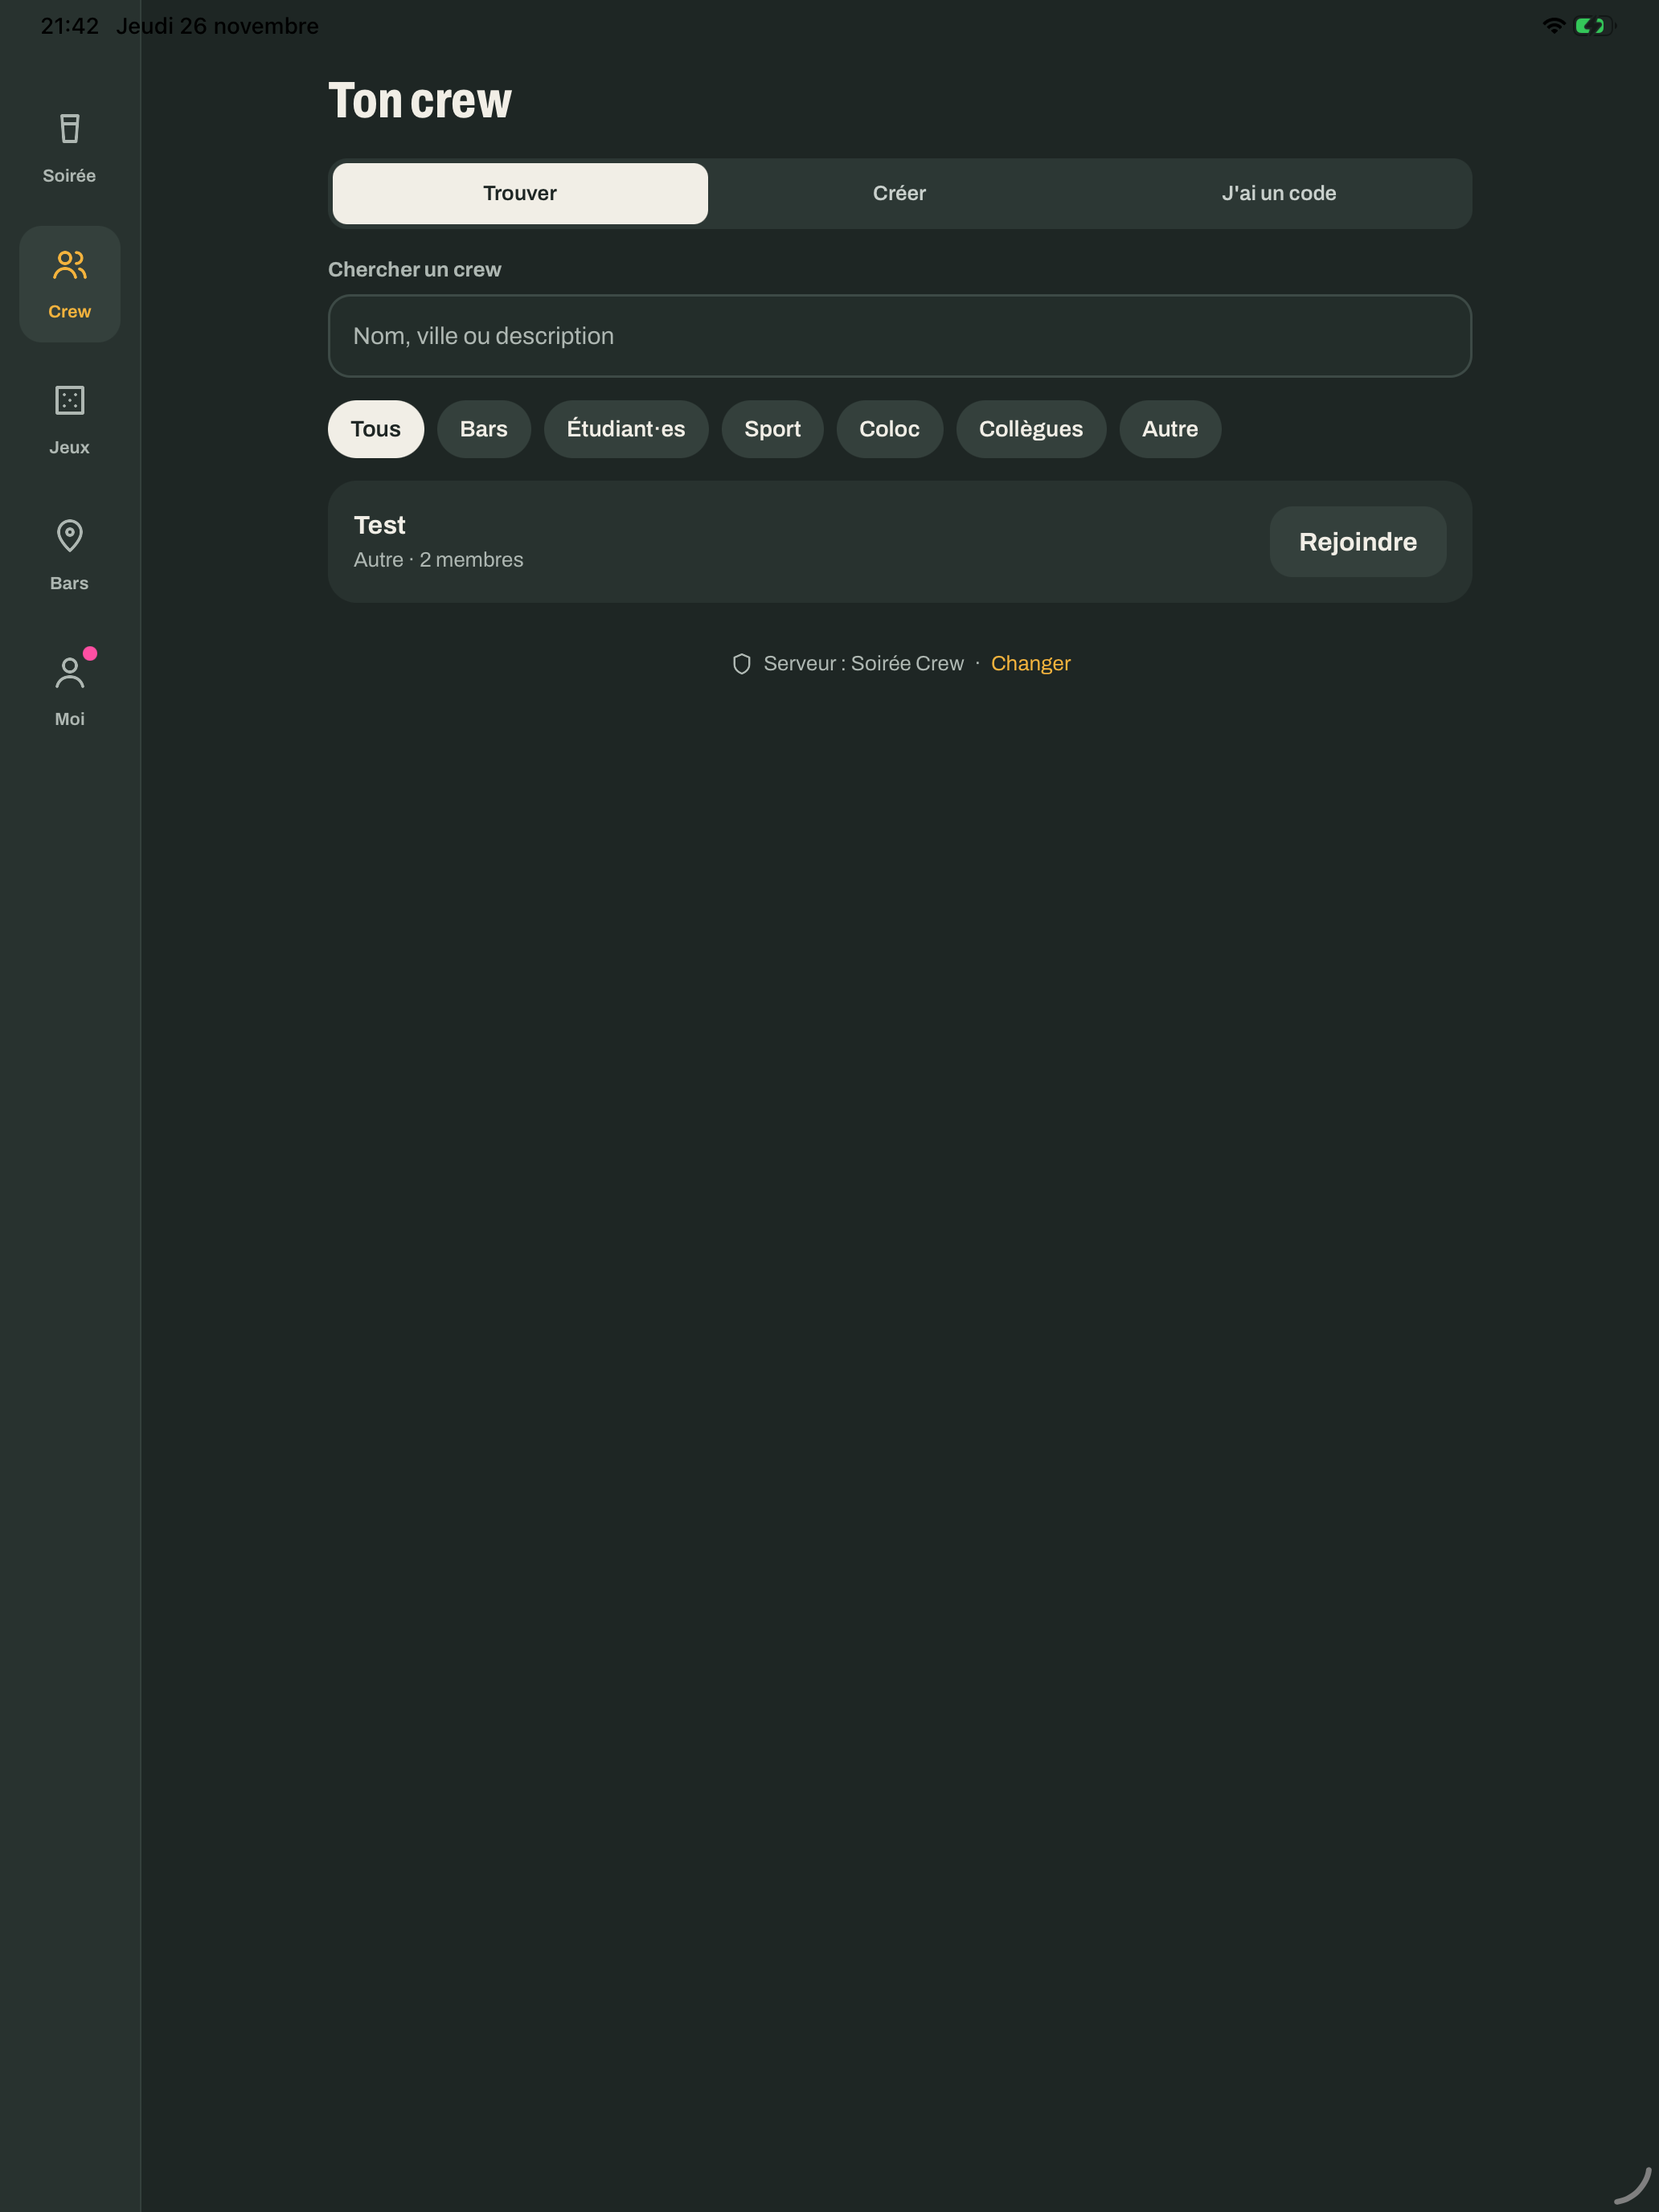 21:42 Jeudi 26 novembre
Ton crew
Soirée
Crew
Jeux
Bars
Moi
Trouver
Créer
J'ai un code
Chercher un crew
Nom, ville ou description
Tous
Bars
Étudiant·es
Sport
Coloc
Collègues
Autre
Test
Autre · 2 membres
Rejoindre
Serveur : Soirée Crew · Changer